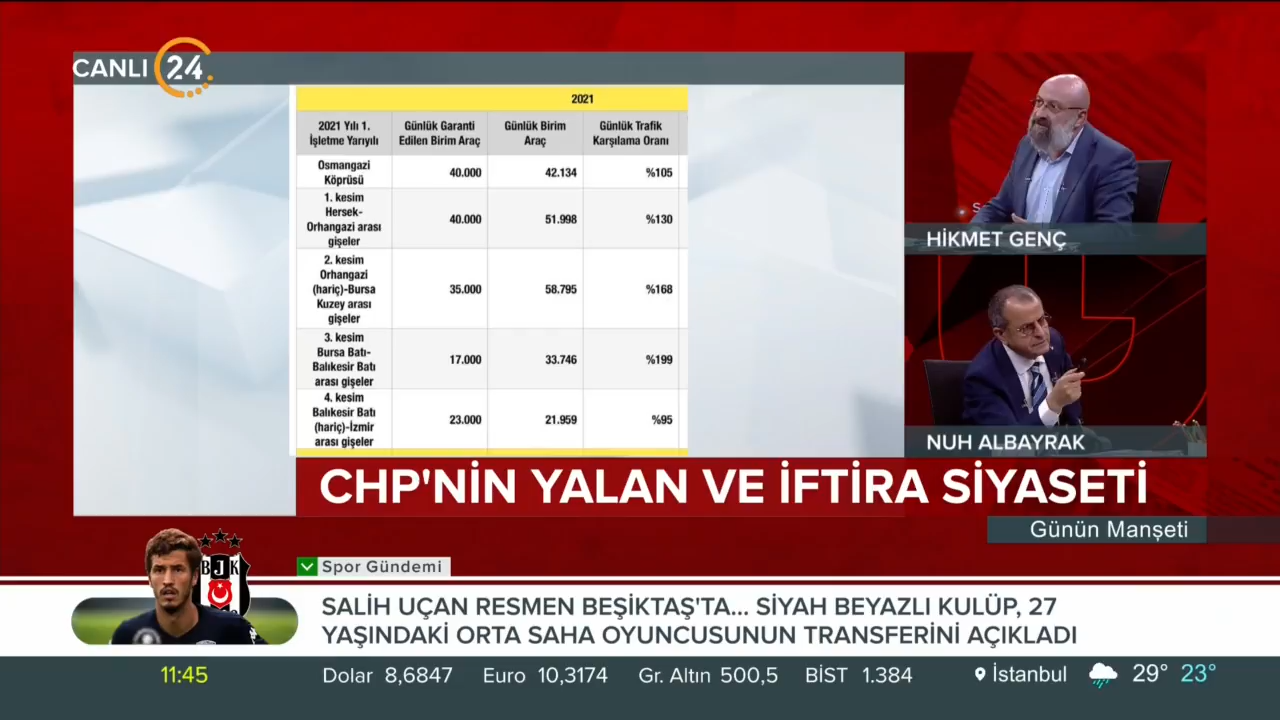 CANLI 24
2021
2021 Yılı 1.
İşletme Yarıyılı
Günlük Garanti
Edilen Birim Araç
Günlük Birim
Araç
Günlük Trafik
Karşılama Oranı
Osmangazi
Köprüsü
40.000
42.134
%105
1. kesim
Hersek-
Orhangazi arası
gişeler
40.000
51.998
%130
2. kesim
Orhangazi
(hariç)-Bursa
Kuzey arası
gişeler
35.000
58.795
%168
3. kesim
Bursa Batı-
Balıkesir Batı
arası gişeler
17.000
33.746
%199
4. kesim
Balıkesir Batı
(hariç)-İzmir
arası gişeler
23.000
21.959
%95
HİKMET GENÇ
NUH ALBAYRAK
CHP'NİN YALAN VE İFTİRA SİYASETİ
Günün Manşeti
BJK
Spor Gündemi
SALİH UÇAN RESMEN BEŞİKTAŞ'TA... SİYAH BEYAZLI KULÜP, 27
YAŞINDAKİ ORTA SAHA OYUNCUSUNUN TRANSFERİNİ AÇIKLADI
11:45 Dolar 8,6847 Euro 10,3174 Gr. Altın 500,5 BİST 1.384 İstanbul 29° 23°